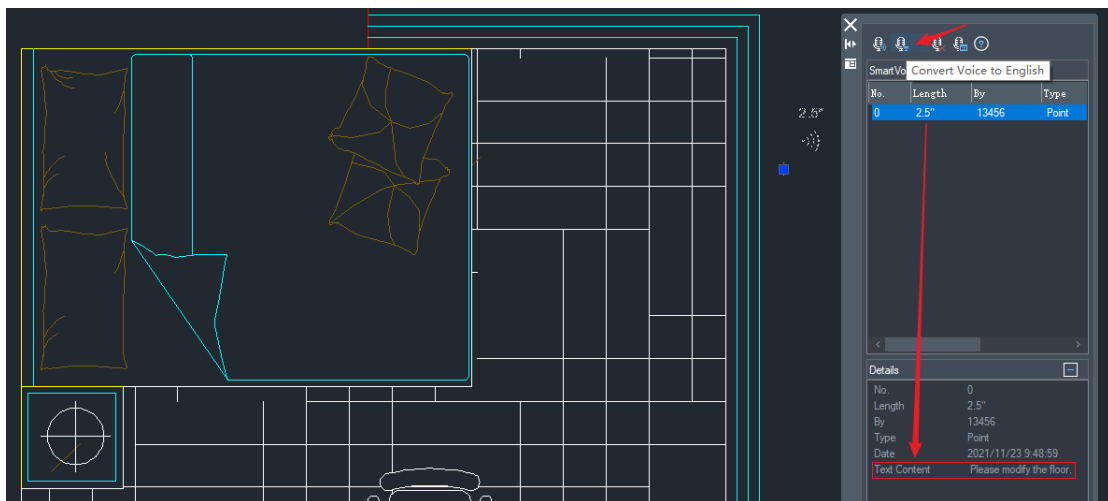 SmartVo
Convert Voice to English
No. Length By Type
0 2.5" 13456 Point
2.5"
Details
No. 0
Length 2.5"
By 13456
Type Point
Date 2021/11/23 9:48:59
Text Content Please modify the floor.